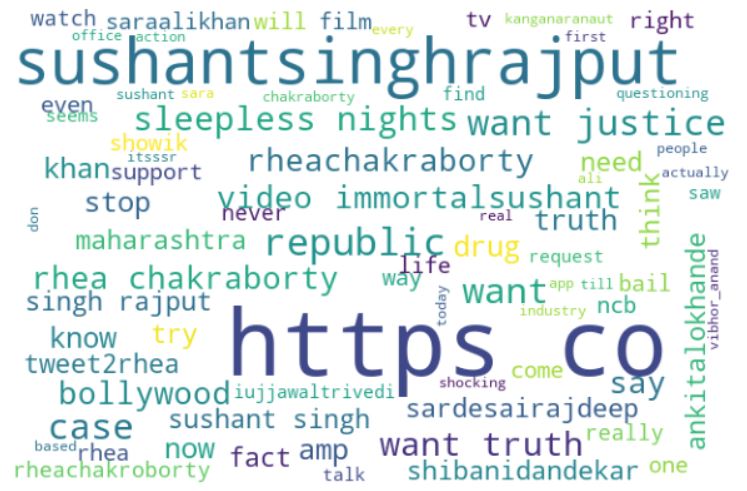 watch saraalikhan will film every tv kanganaranaut right
office action first
sushantsinghrajput
sushant sara chakraborty find questioning
even sleepless nights want justice
seems showik
itsssr people
khan support rheachakraborty need actually
ali
stop video immortalsushant think saw
don never real truth
maharashtra republic drug
life request
rhea chakraborty way want app till bail
singh rajput today ncb ankitalokhande vibhor_anand
industry
know try https co
tweet2rhea come
shocking say
bollywood iujjawaltrivedi
sardesairajdeep
case sushant singh really
based rhea now fact amp want truth one
rheachakroborty talk shibanidandekar